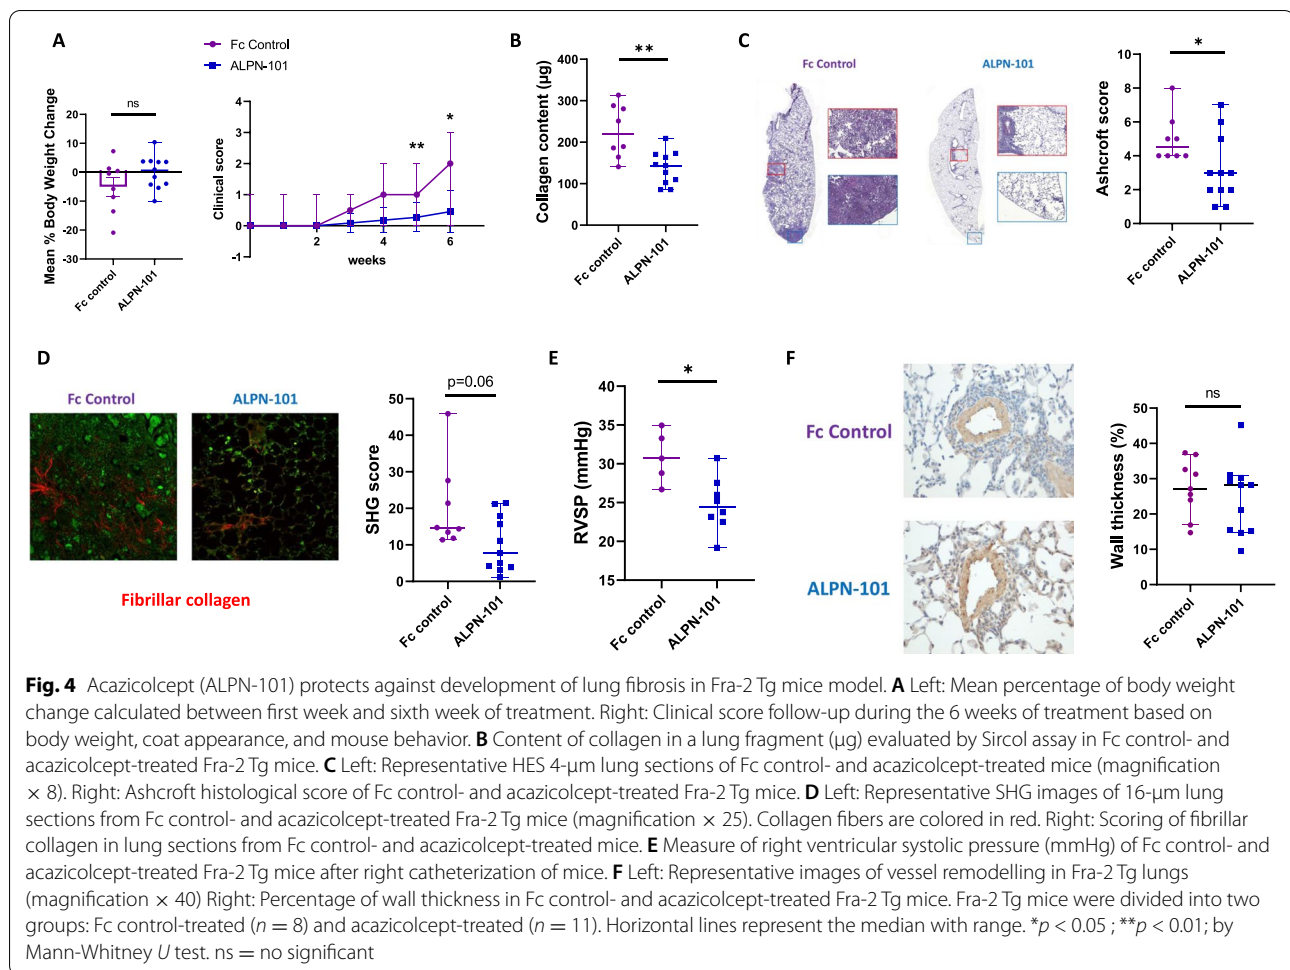 A
Fc Control
ALPN-101
ns
Mean % Body Weight Change
20
10
0
-10
-20
-30
Fc control
ALPN-101
Clinical score
4
3
2
1
0
-1
**
*
2
4
6
weeks
B
**
Collagen content (µg)
400
300
200
100
0
Fc control
ALPN-101
C
Fc Control
ALPN-101
*
Ashcroft score
10
8
6
4
2
0
Fc control
ALPN-101
D
Fc Control
ALPN-101
Fibrillar collagen
p=0.06
SHG score
50
40
30
20
10
0
Fc control
ALPN-101
E
*
RVSP (mmHg)
40
35
30
25
20
15
Fc control
ALPN-101
F
Fc Control
ALPN-101
ns
Wall thickness (%)
50
40
30
20
10
0
Fc control
ALPN-101
Fig. 4 Acazicolcept (ALPN-101) protects against development of lung fibrosis in Fra-2 Tg mice model. A Left: Mean percentage of body weight
change calculated between first week and sixth week of treatment. Right: Clinical score follow-up during the 6 weeks of treatment based on
body weight, coat appearance, and mouse behavior. B Content of collagen in a lung fragment (µg) evaluated by Sircol assay in Fc control- and
acazicolcept-treated Fra-2 Tg mice. C Left: Representative HES 4-µm lung sections of Fc control- and acazicolcept-treated mice (magnification
× 8). Right: Ashcroft histological score of Fc control- and acazicolcept-treated Fra-2 Tg mice. D Left: Representative SHG images of 16-µm lung
sections from Fc control- and acazicolcept-treated Fra-2 Tg mice (magnification × 25). Collagen fibers are colored in red. Right: Scoring of fibrillar
collagen in lung sections from Fc control- and acazicolcept-treated mice. E Measure of right ventricular systolic pressure (mmHg) of Fc control- and
acazicolcept-treated Fra-2 Tg mice after right catheterization of mice. F Left: Representative images of vessel remodelling in Fra-2 Tg lungs
(magnification × 40) Right: Percentage of wall thickness in Fc control- and acazicolcept-treated Fra-2 Tg mice. Fra-2 Tg mice were divided into two
groups: Fc control-treated (n = 8) and acazicolcept-treated (n = 11). Horizontal lines represent the median with range. *p < 0.05 ; **p < 0.01; by
Mann-Whitney U test. ns = no significant